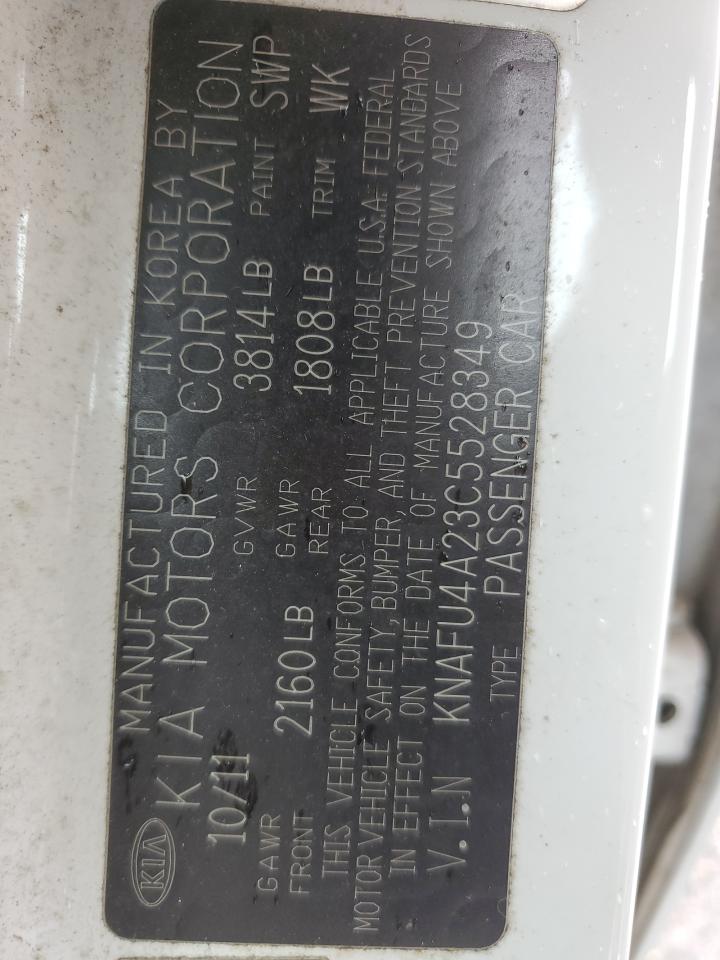 KIA
MANUFACTURED IN KOREA BY
KIA MOTORS CORPORATION
10/11 GVWR 3814LB PAINT SWP
GAWR FRONT 2160LB GAWR REAR 1808LB TRIM WK
THIS VEHICLE CONFORMS TO ALL APPLICABLE U.S.A. FEDERAL
MOTOR VEHICLE SAFETY, BUMPER, AND THEFT PREVENTION STANDARDS
IN EFFECT ON THE DATE OF MANUFACTURE SHOWN ABOVE
V.I.N KNAFU4A23C5528349
TYPE PASSENGER CAR